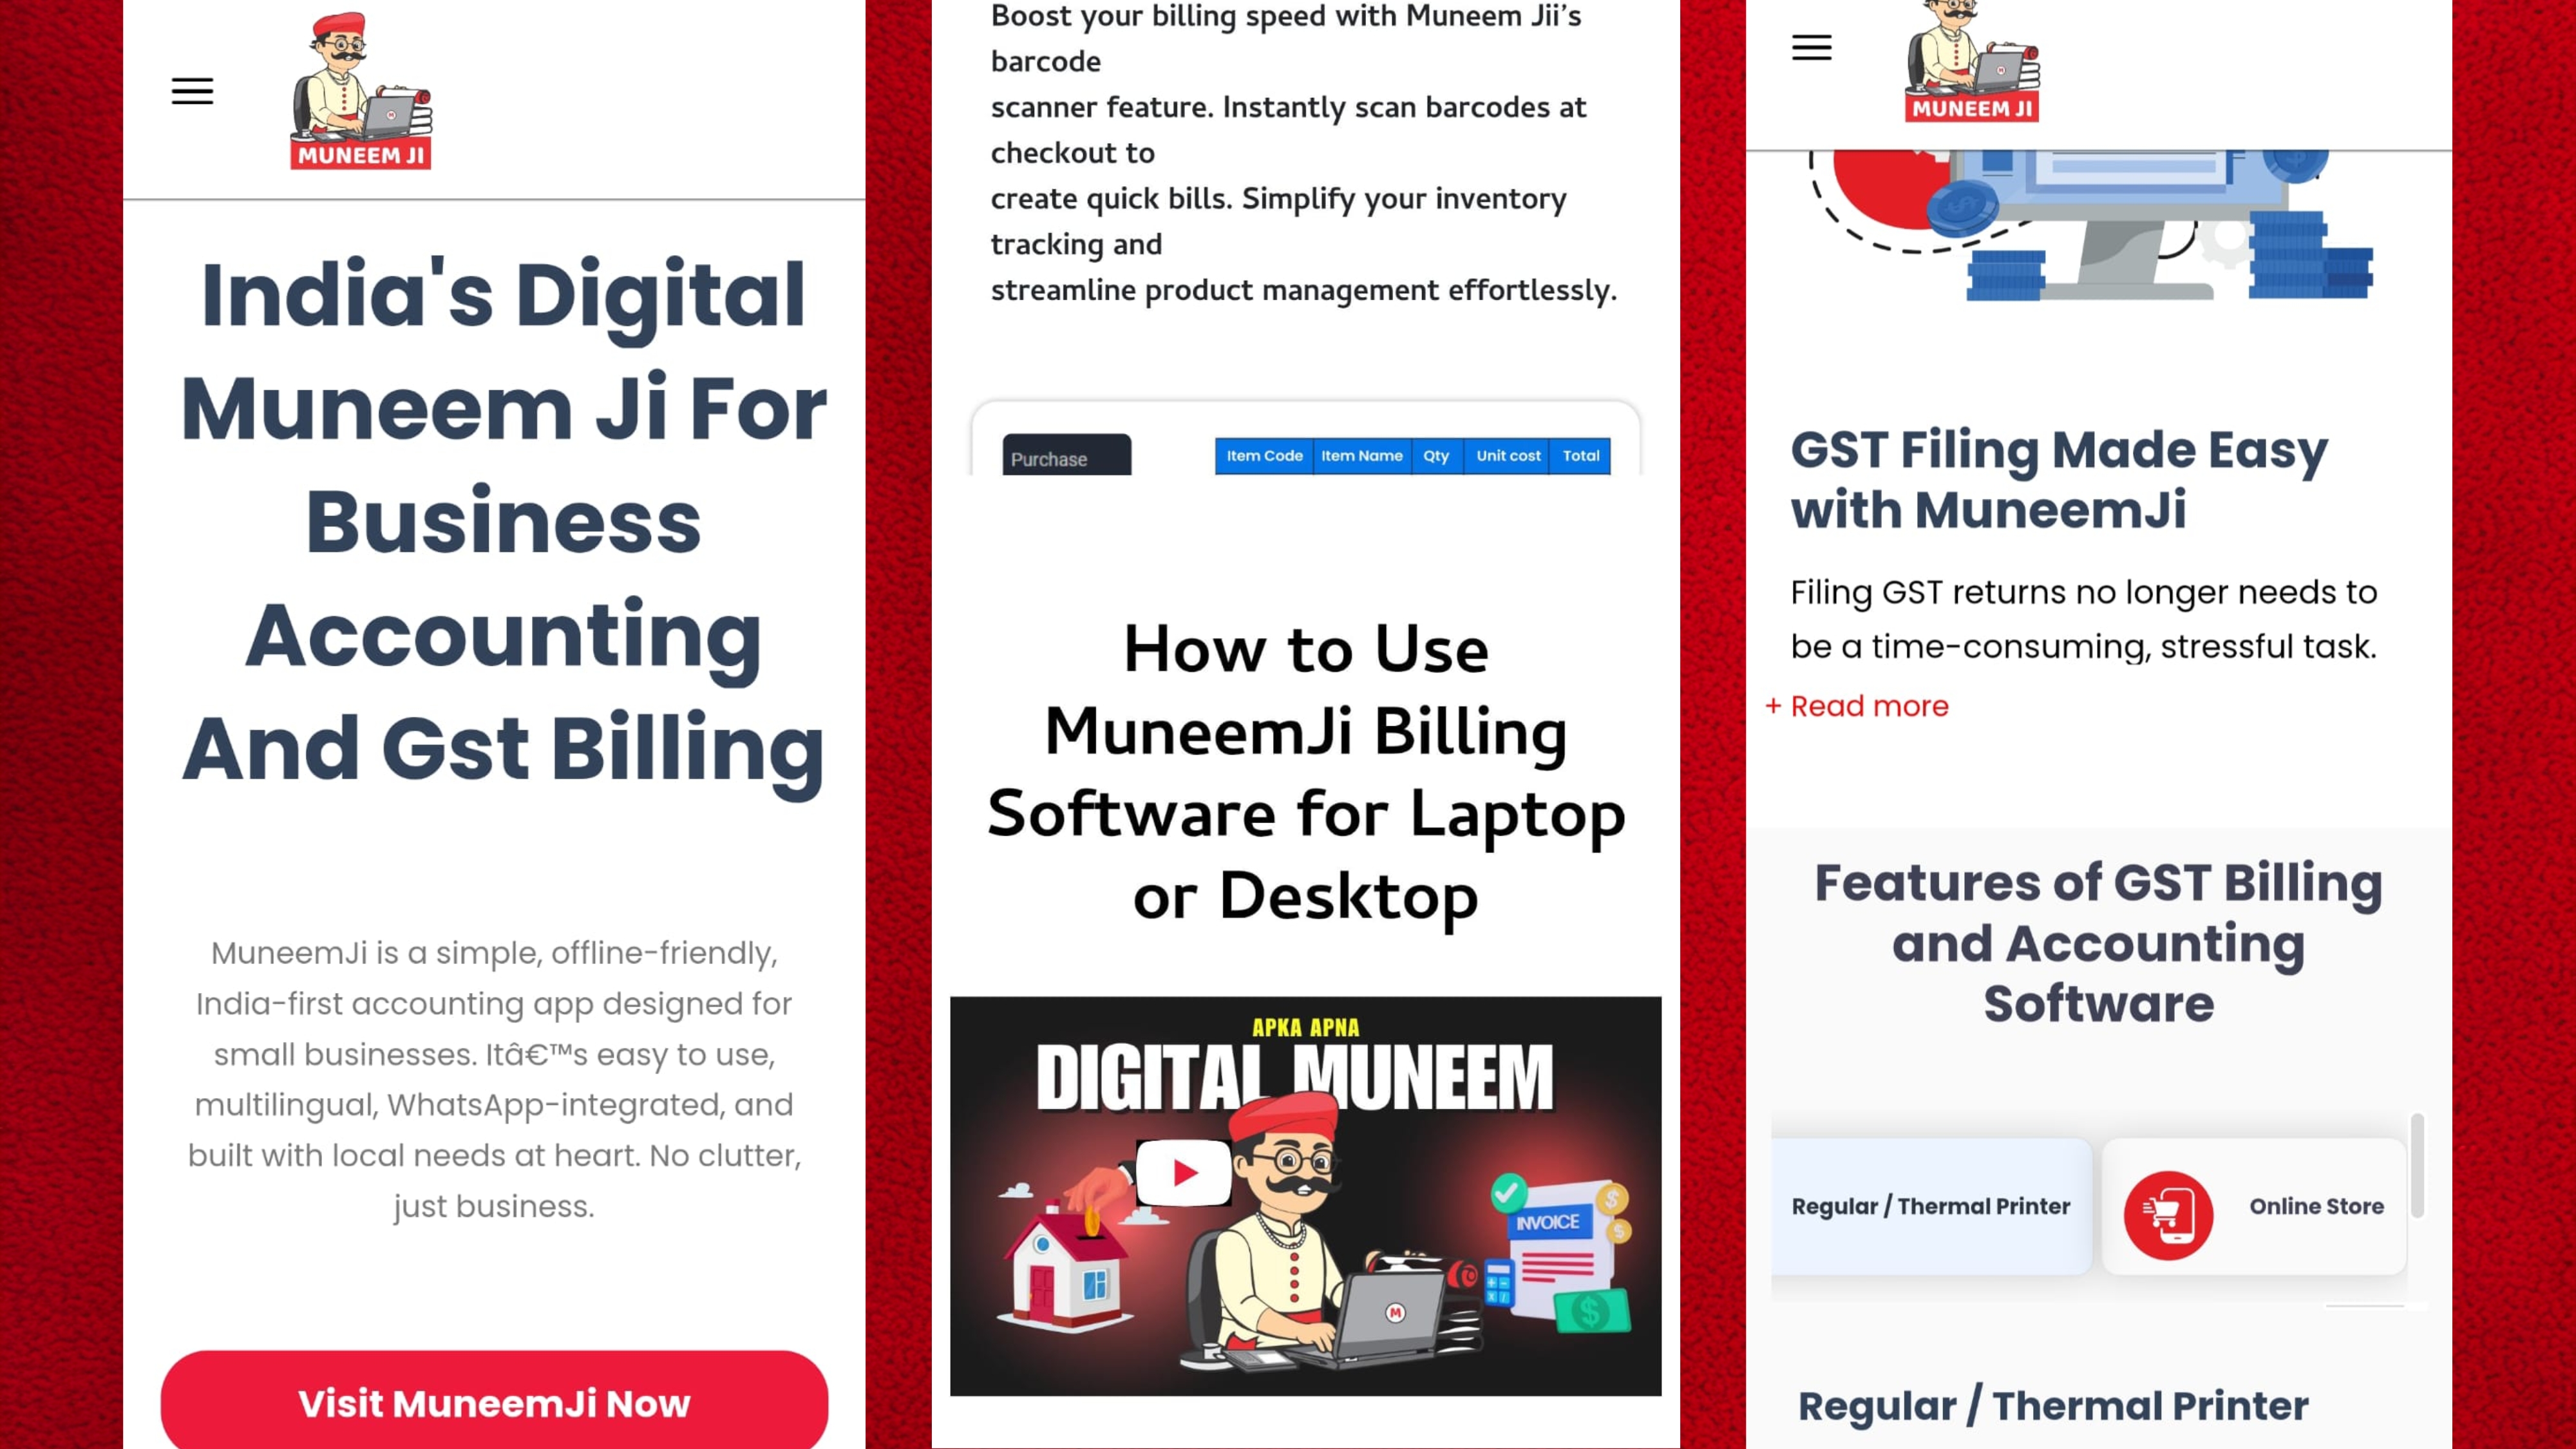 MUNEEM JI
India's Digital
Muneem Ji For
Business
Accounting
And Gst Billing
MuneemJi is a simple, offline-friendly,
India-first accounting app designed for
small businesses. Itâ€™s easy to use,
multilingual, WhatsApp-integrated, and
built with local needs at heart. No clutter,
just business.
Visit MuneemJi Now
Boost your billing speed with Muneem Jii’s
barcode
scanner feature. Instantly scan barcodes at
checkout to
create quick bills. Simplify your inventory
tracking and
streamline product management effortlessly.
Purchase
Item Code Item Name Qty Unit cost Total
How to Use
MuneemJi Billing
Software for Laptop
or Desktop
APKA APNA
DIGITAL MUNEEM
INVOICE
M
MUNEEM JI
GST Filing Made Easy
with MuneemJi
Filing GST returns no longer needs to
be a time-consuming, stressful task.
+ Read more
Features of GST Billing
and Accounting
Software
Regular / Thermal Printer
Online Store
Regular / Thermal Printer